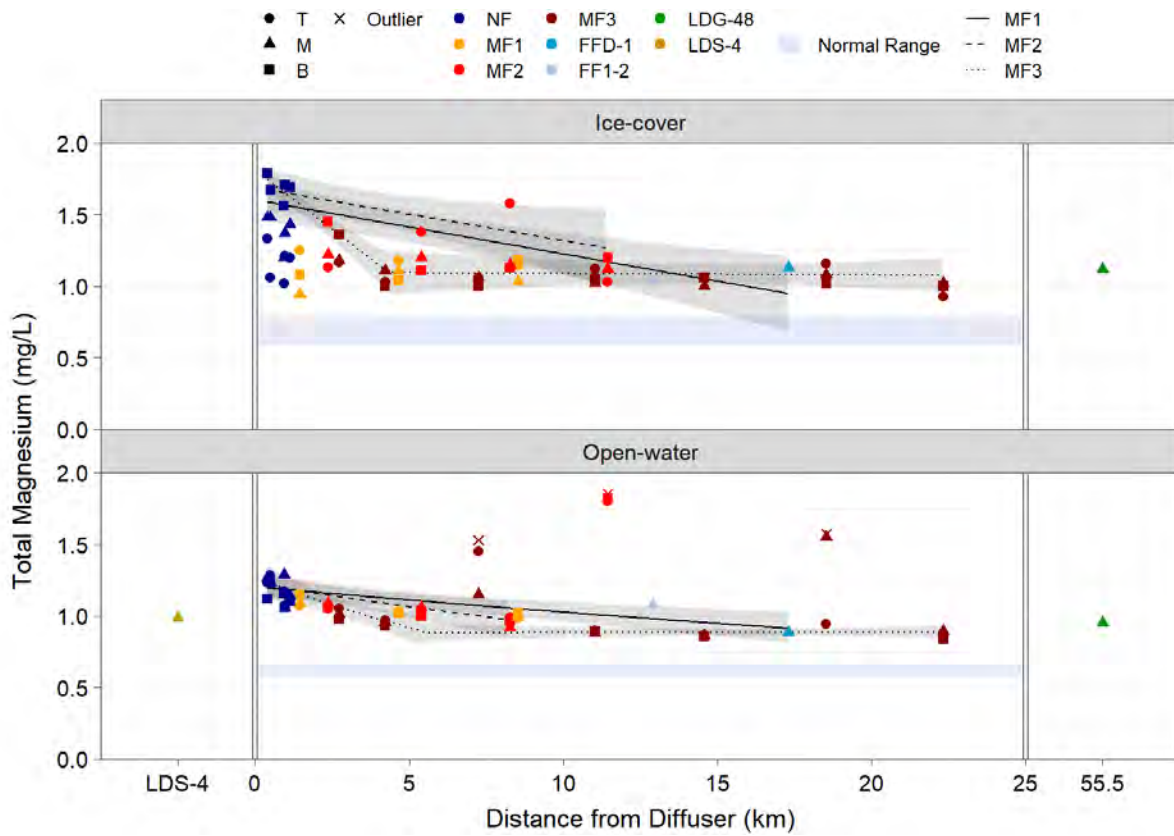 T × Outlier NF MF3 LDG-48 MF1
M MF1 FFD-1 LDS-4 Normal Range MF2
B MF2 FF1-2 MF3
Ice-cover
2.0
1.5
1.0
0.5
0.0
Open-water
2.0
1.5
1.0
0.5
0.0
Total Magnesium (mg/L)
LDS-4 0 5 10 15 20 25 55.5
Distance from Diffuser (km)